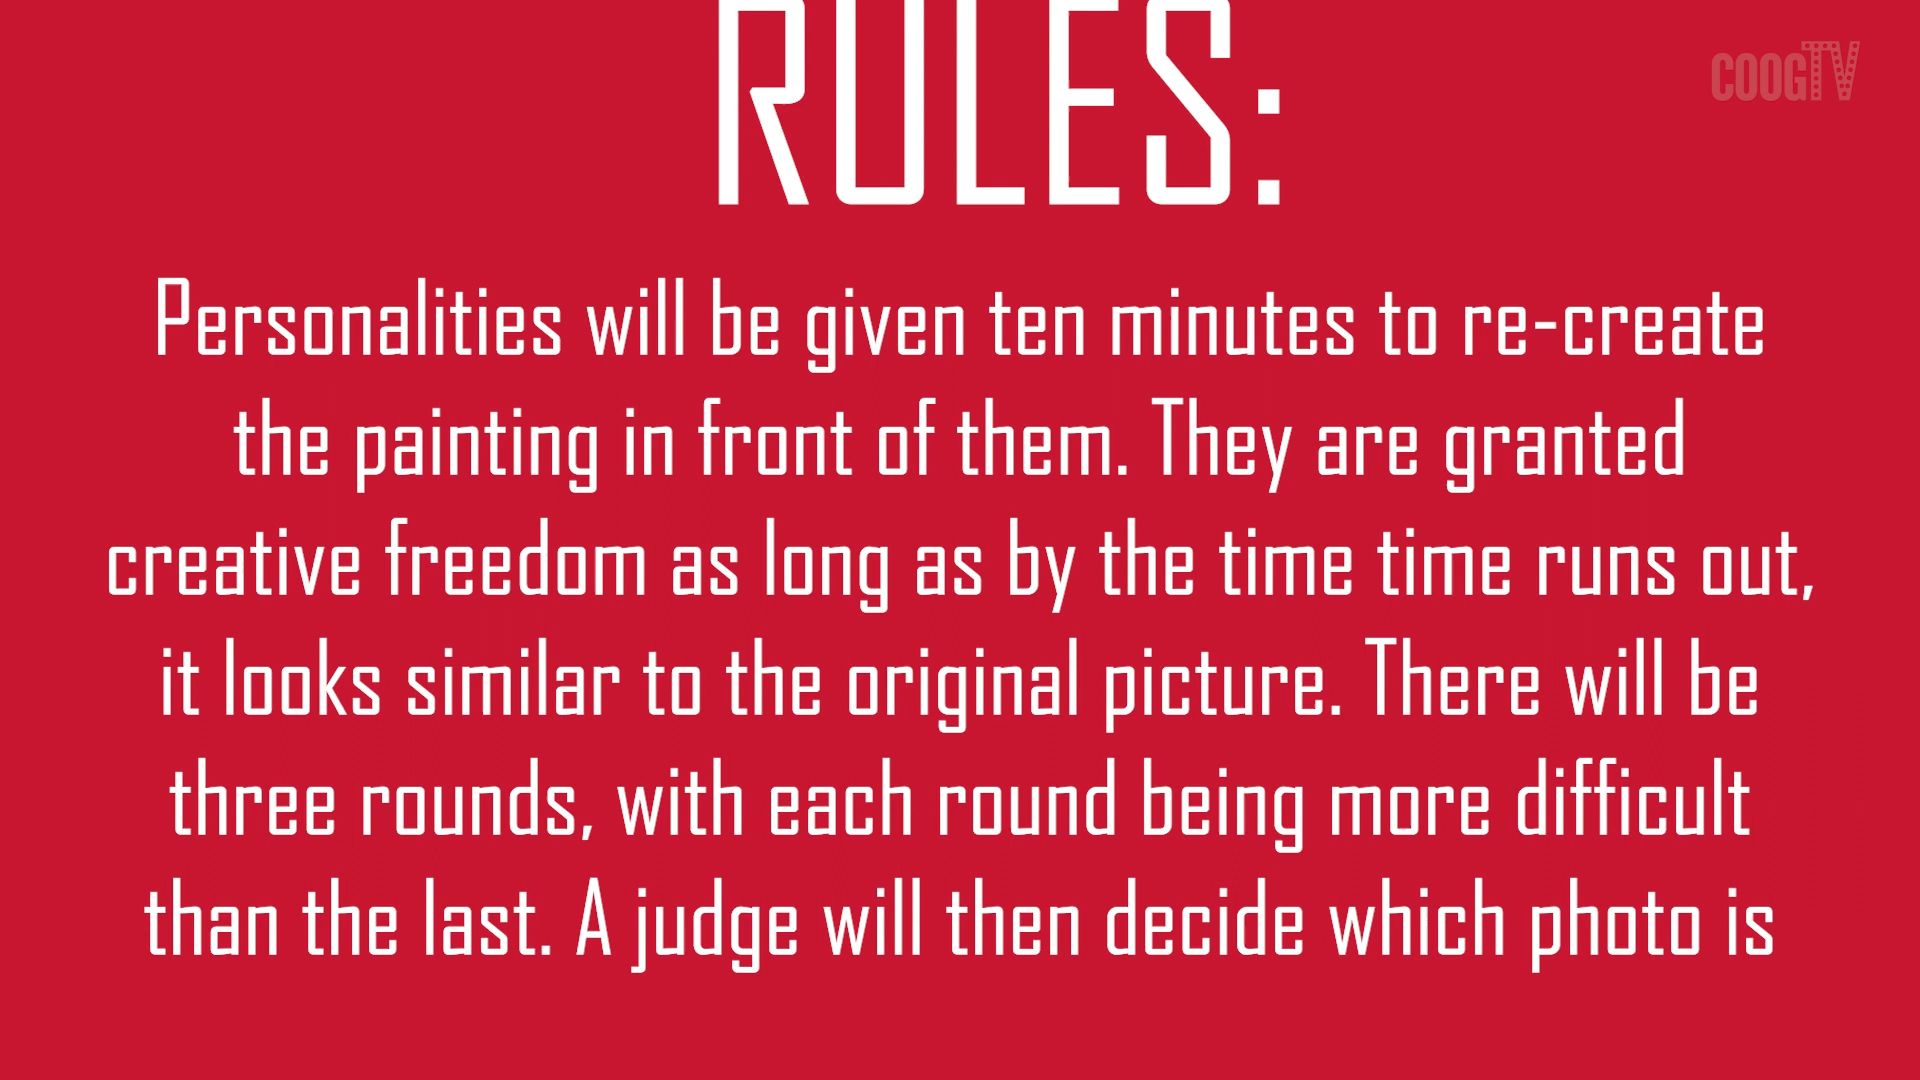 RULES:
COOGTV
Personalities will be given ten minutes to re-create
the painting in front of them. They are granted
creative freedom as long as by the time time runs out,
it looks similar to the original picture. There will be
three rounds, with each round being more difficult
than the last. A judge will then decide which photo is